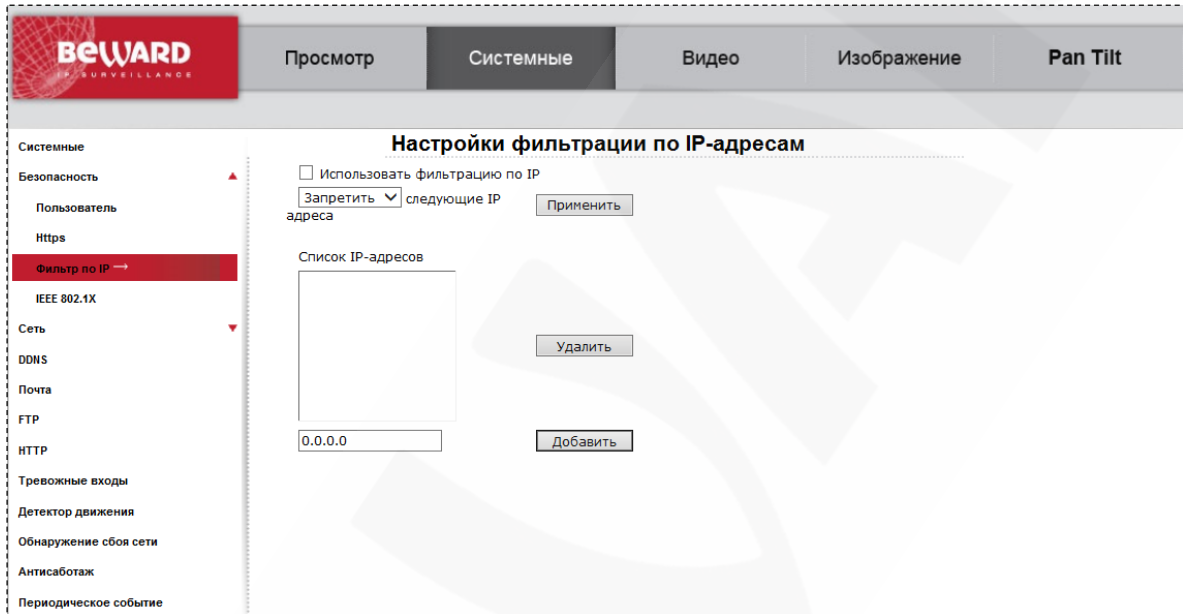 BEWARD
IP SURVEILLANCE
Просмотр
Системные
Видео
Изображение
Pan Tilt
Системные
Безопасность
Пользователь
Https
Фильтр по IP →
IEEE 802.1X
Сеть
DDNS
Почта
FTP
HTTP
Тревожные входы
Детектор движения
Обнаружение сбоя сети
Антисаботаж
Периодическое событие
Настройки фильтрации по IP-адресам
Использовать фильтрацию по IP
Запретить следующие IP
адреса
Применить
Список IP-адресов
Удалить
0.0.0.0
Добавить